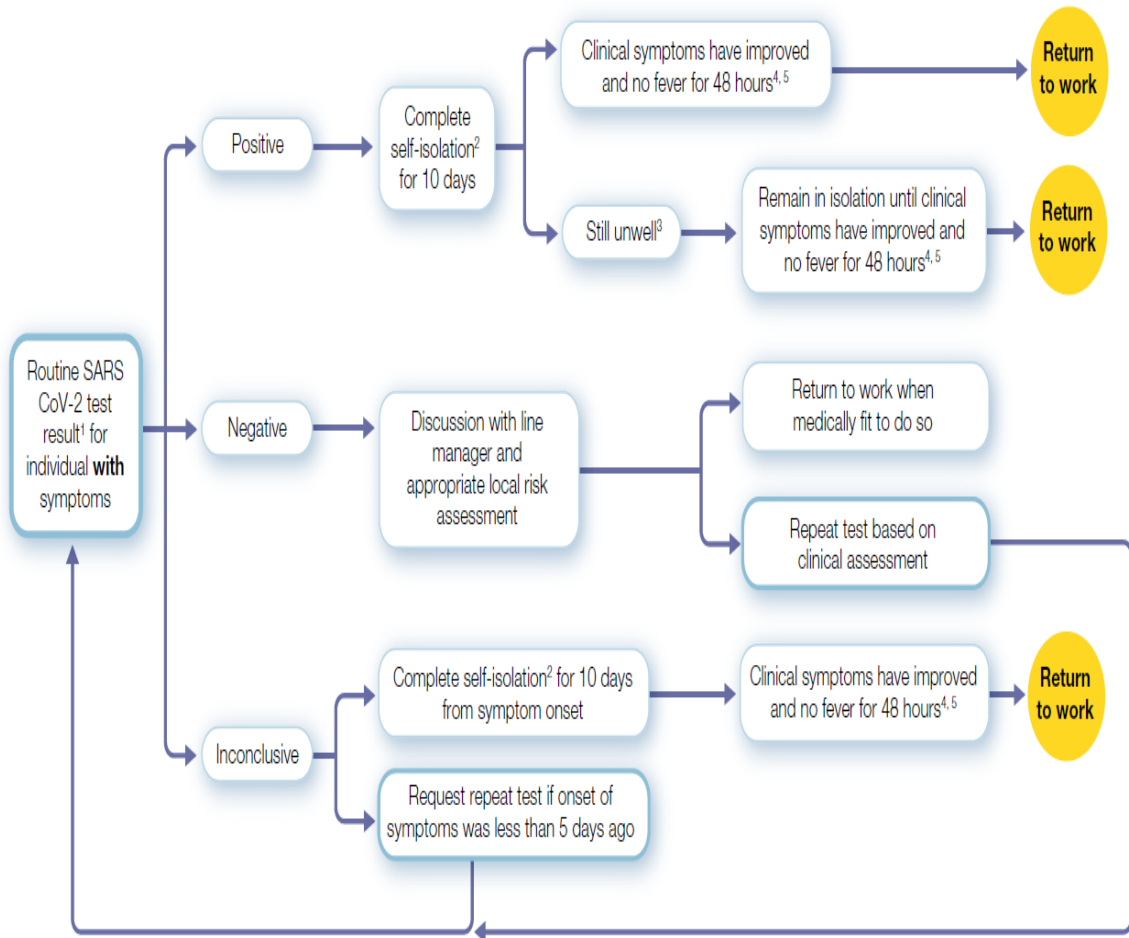 Clinical symptoms have improved
and no fever for 48 hours⁴,⁵
Return
to work
Positive
Complete
self-isolation²
for 10 days
Still unwell³
Remain in isolation until clinical
symptoms have improved and
no fever for 48 hours⁴,⁵
Return
to work
Routine SARS
CoV-2 test
result¹ for
individual with
symptoms
Negative
Discussion with line
manager and
appropriate local risk
assessment
Return to work when
medically fit to do so
Repeat test based on
clinical assessment
Inconclusive
Complete self-isolation² for 10 days
from symptom onset
Clinical symptoms have improved
and no fever for 48 hours⁴,⁵
Return
to work
Request repeat test if onset of
symptoms was less than 5 days ago